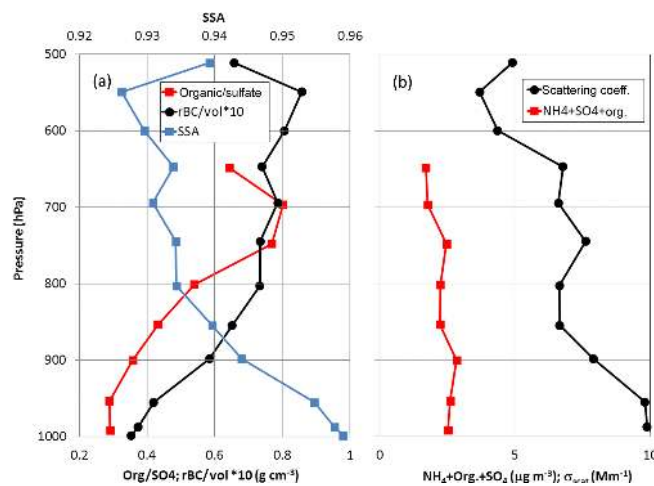 SSA
0.92 0.93 0.94 0.95 0.96
500
600
700
800
900
1000
Pressure [hPa]
(a)
Organic/sulfate
rBC/vol*10
SSA
0.2 0.4 0.6 0.8 1
Org/SO4; rBC/vol *10 (g cm⁻³)
(b)
Scattering coeff.
NH4+SO4+org.
0 5 10
NH₄+Org.+SO₄ (µg m⁻³); σscat (Mm⁻¹)